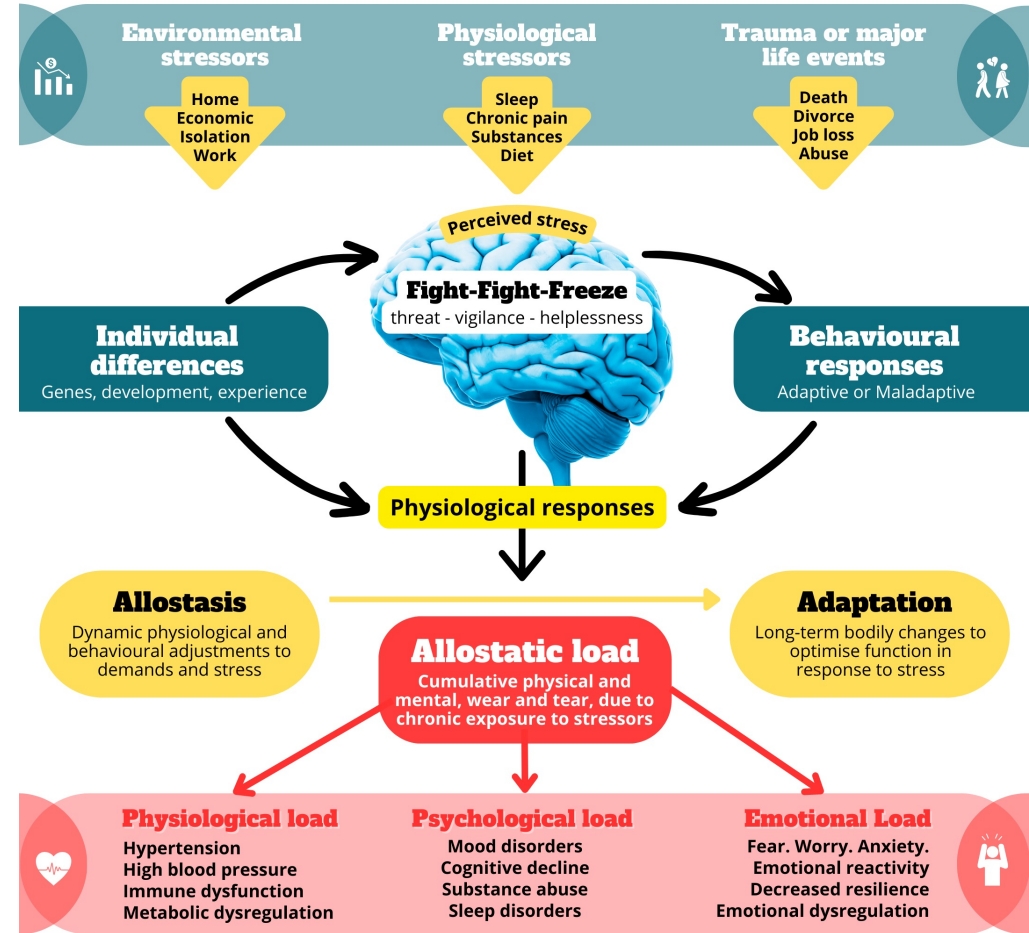 Environmental
stressors
Home
Economic
Isolation
Work
Physiological
stressors
Sleep
Chronic pain
Substances
Diet
Trauma or major
life events
Death
Divorce
Job loss
Abuse
$
Perceived stress
Fight-Fight-Freeze
threat - vigilance - helplessness
Individual
differences
Genes, development, experience
Behavioural
responses
Adaptive or Maladaptive
Physiological responses
Allostasis
Dynamic physiological and
behavioural adjustments to
demands and stress
Adaptation
Long-term bodily changes to
optimise function in
response to stress
Allostatic load
Cumulative physical and
mental, wear and tear, due to
chronic exposure to stressors
Physiological load
Hypertension
High blood pressure
Immune dysfunction
Metabolic dysregulation
Psychological load
Mood disorders
Cognitive decline
Substance abuse
Sleep disorders
Emotional Load
Fear. Worry. Anxiety.
Emotional reactivity
Decreased resilience
Emotional dysregulation